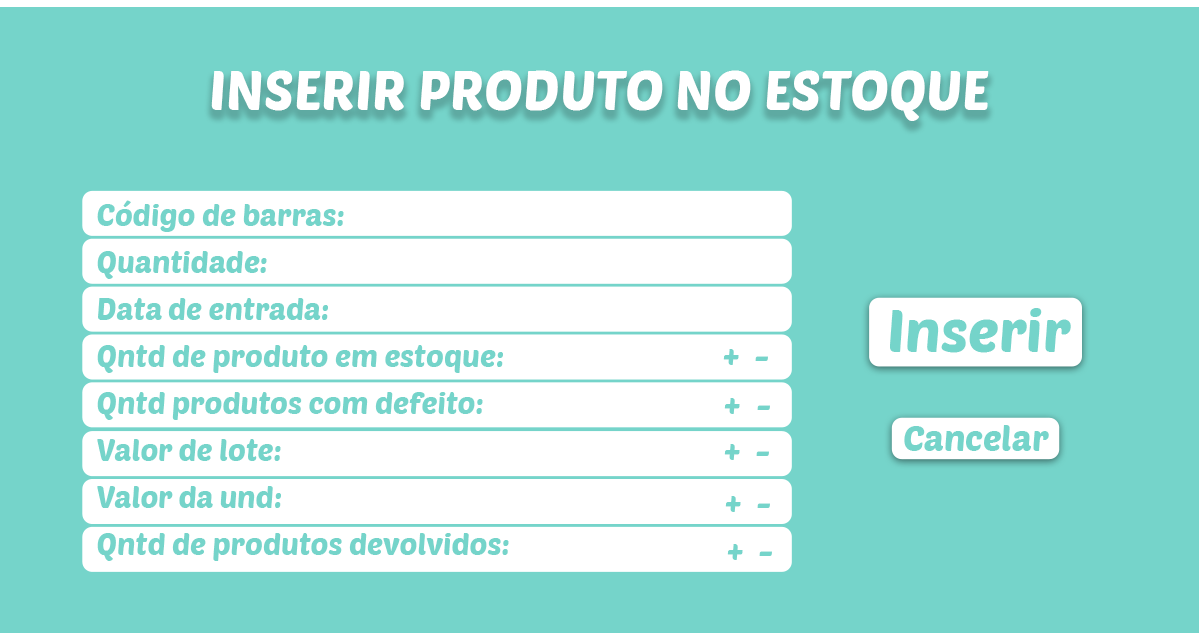 INSERIR PRODUTO NO ESTOQUE
Código de barras:
Quantidade:
Data de entrada:
Qntd de produto em estoque: + -
Qntd produtos com defeito: + -
Valor de lote: + -
Valor da und: + -
Qntd de produtos devolvidos: + -
Inserir
Cancelar